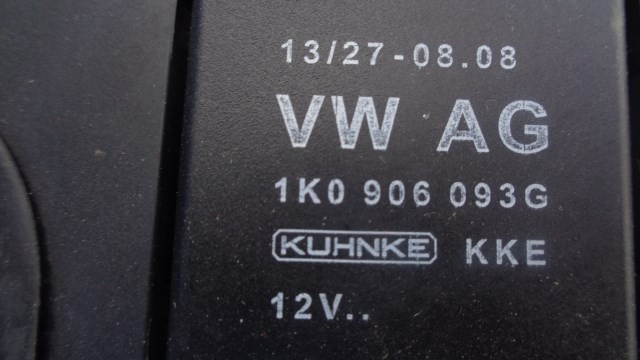 13/27-08.08
VW AG
1K0 906 093G
KUHNKE KKE
12V..